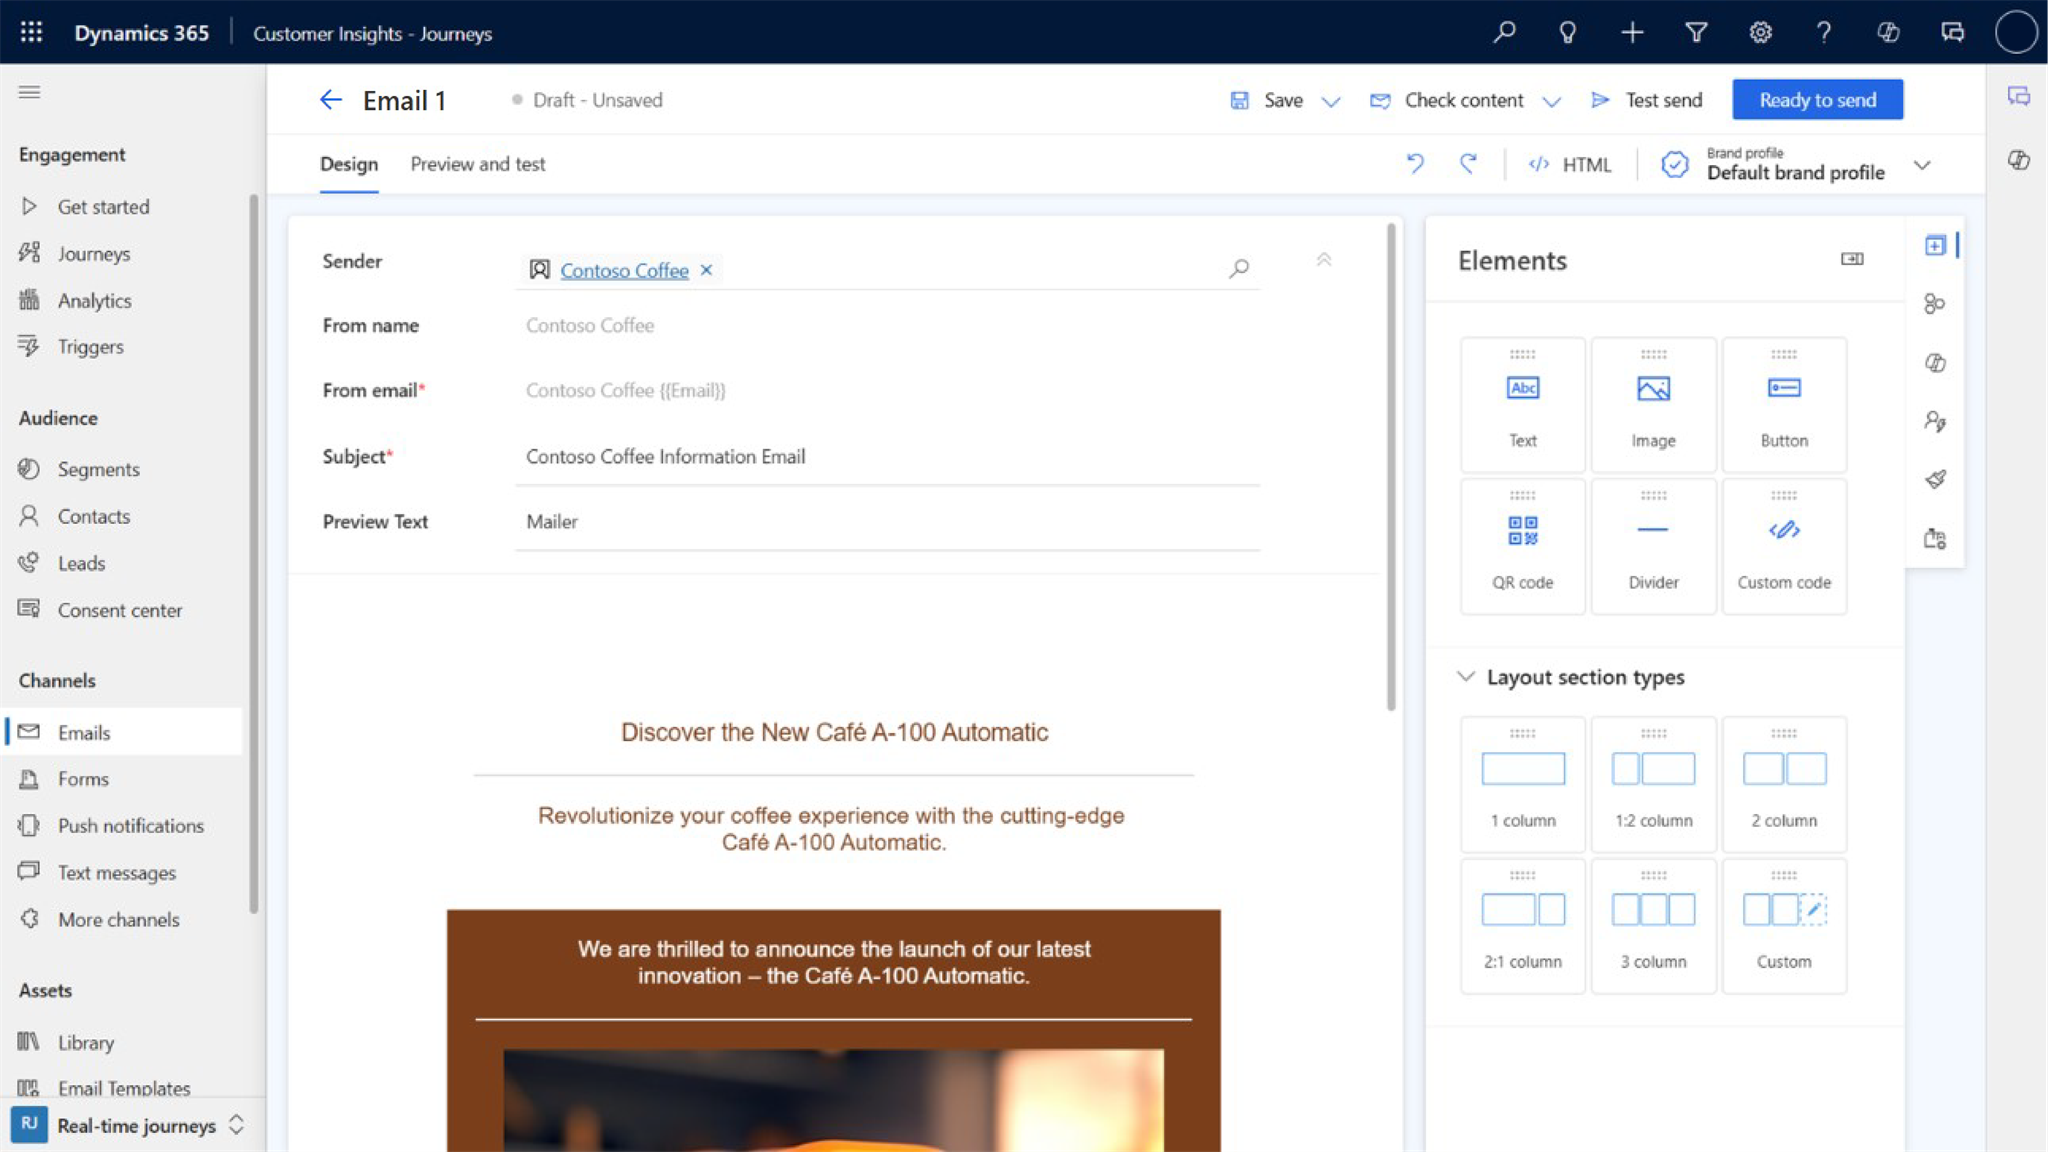 Dynamics 365
Customer Insights - Journeys
Email 1
Draft - Unsaved
Save
Check content
Test send
Ready to send
Design
Preview and test
HTML
Brand profile
Default brand profile
Engagement
Get started
Journeys
Analytics
Triggers
Audience
Segments
Contacts
Leads
Consent center
Channels
Emails
Forms
Push notifications
Text messages
More channels
Assets
Library
Email Templates
RJ
Real-time journeys
Sender
Contoso Coffee
From name
Contoso Coffee
From email*
Contoso Coffee {{Email}}
Subject*
Contoso Coffee Information Email
Preview Text
Mailer
Discover the New Café A-100 Automatic
Revolutionize your coffee experience with the cutting-edge
Café A-100 Automatic.
We are thrilled to announce the launch of our latest
innovation – the Café A-100 Automatic.
Elements
Abc
Text
Image
Button
QR code
Divider
Custom code
Layout section types
1 column
1:2 column
2 column
2:1 column
3 column
Custom